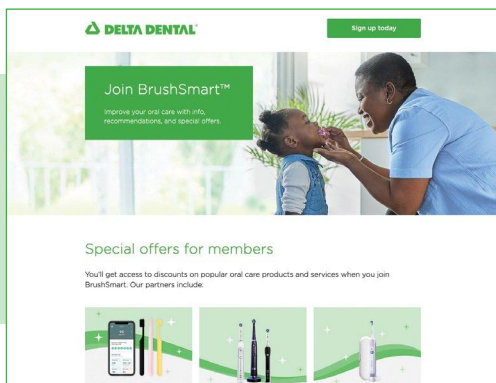 DELTA DENTAL®
Sign up today
Join BrushSmart™
Improve your oral care with info,
recommendations, and special offers.
Special offers for members
You'll get access to discounts on popular oral care products and services when you join
BrushSmart. Our partners include: